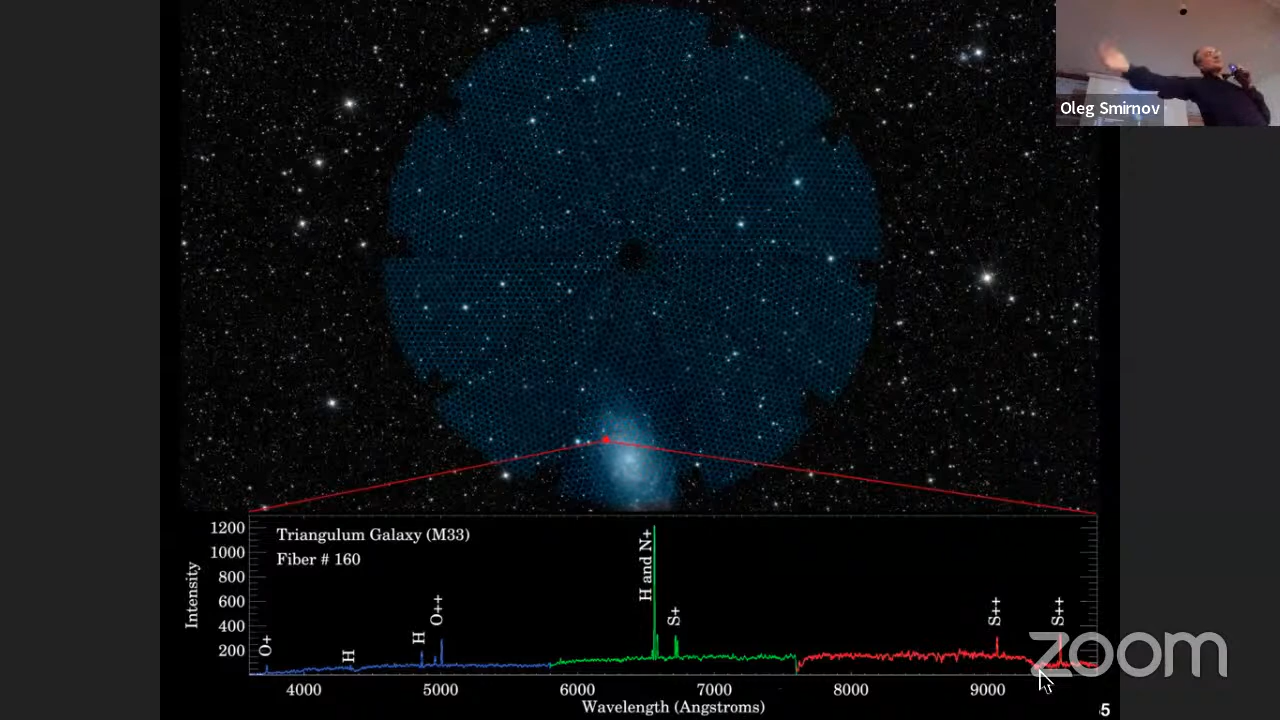 Oleg Smirnov
Triangulum Galaxy (M33)
Fiber # 160
1200
1000
800
600
400
200
Intensity
O+
H
H
O++
H and N+
S+
S++
S++
4000 5000 6000 7000 8000 9000
Wavelength (Angstroms)
zoom
5